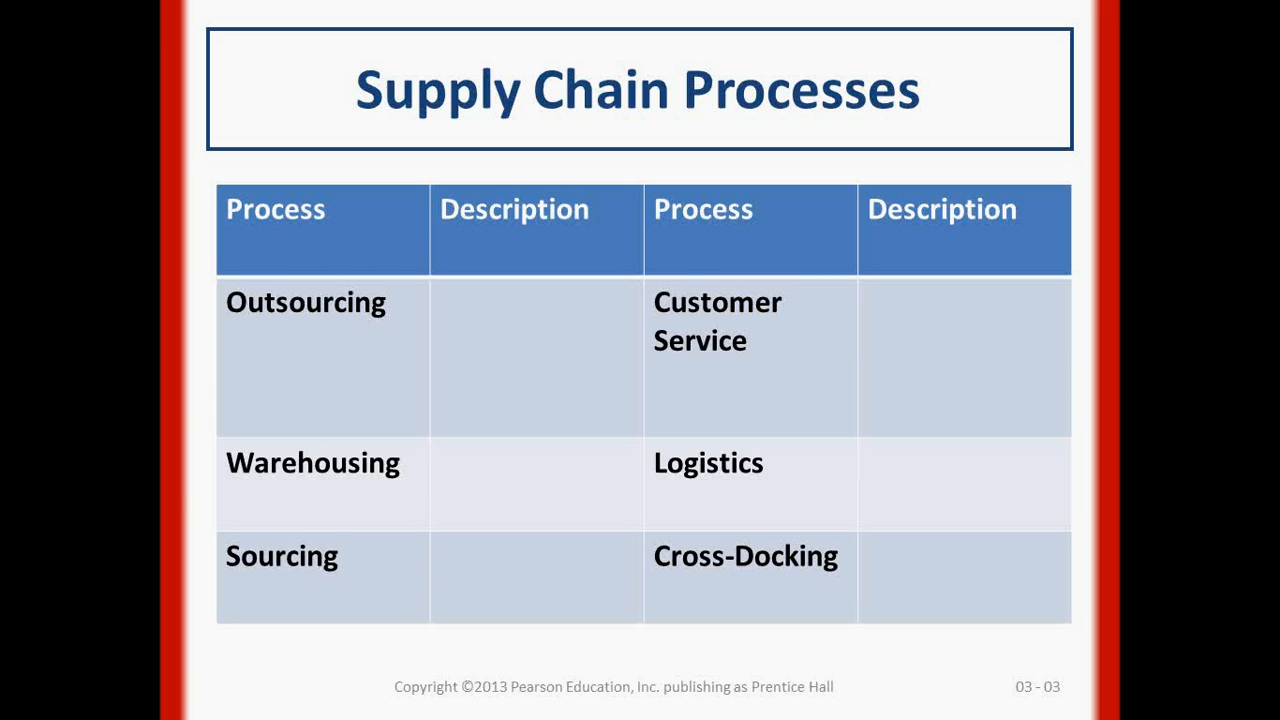 Supply Chain Processes
Process Description Process Description
Outsourcing Customer
Service
Warehousing Logistics
Sourcing Cross-Docking
Copyright ©2013 Pearson Education, Inc. publishing as Prentice Hall 03 - 03